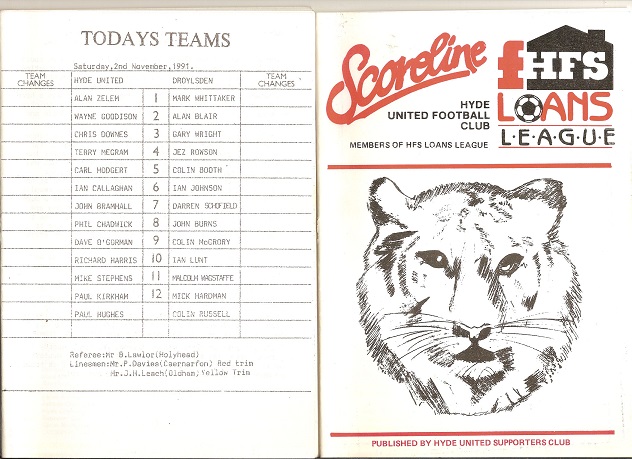 TODAYS TEAMS
Saturday,2nd November,1991.
TEAM CHANGES HYDE UNITED DROYLSDEN TEAM CHANGES
ALAN ZELEM 1 MARK WHITTAKER
WAYNE GOODISON 2 ALAN BLAIR
CHRIS DOWNES 3 GARY WRIGHT
TERRY McGRAM 4 JEZ ROWSON
CARL HODGERT 5 COLIN BOOTH
IAN CALLAGHAN 6 IAN JOHNSON
JOHN BRAMHALL 7 DARREN SCHOFIELD
PHIL CHADWICK 8 JOHN BURNS
DAVE O'GORMAN 9 COLIN McCRORY
RICHARD HARRIS 10 IAN LUNT
MIKE STEPHENS 11 MALCOLM WAGSTAFFE
PAUL KIRKHAM 12 MICK HARDMAN
PAUL HUGHES COLIN RUSSELL
Referee:Mr B.Lawlor(Holyhead)
Linesmen:Mr.P.Davies(Caernarfon) Red trim
Mr.J.H.Leach(Oldham) Yellow Trim
Scoreline
HYDE
UNITED FOOTBALL
CLUB
MEMBERS OF HFS LOANS LEAGUE
f HFS
LOANS
L·E·A·G·U·E
PUBLISHED BY HYDE UNITED SUPPORTERS CLUB